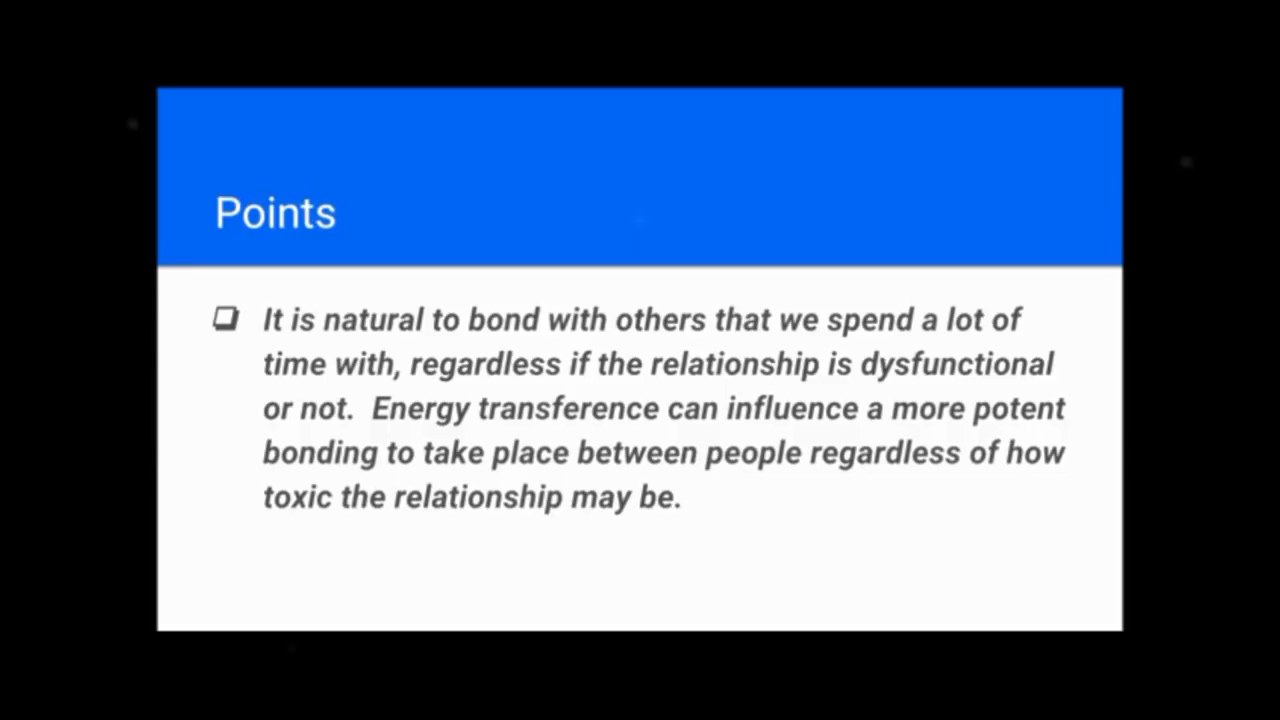 Points
❏ It is natural to bond with others that we spend a lot of
time with, regardless if the relationship is dysfunctional
or not.  Energy transference can influence a more potent
bonding to take place between people regardless of how
toxic the relationship may be.